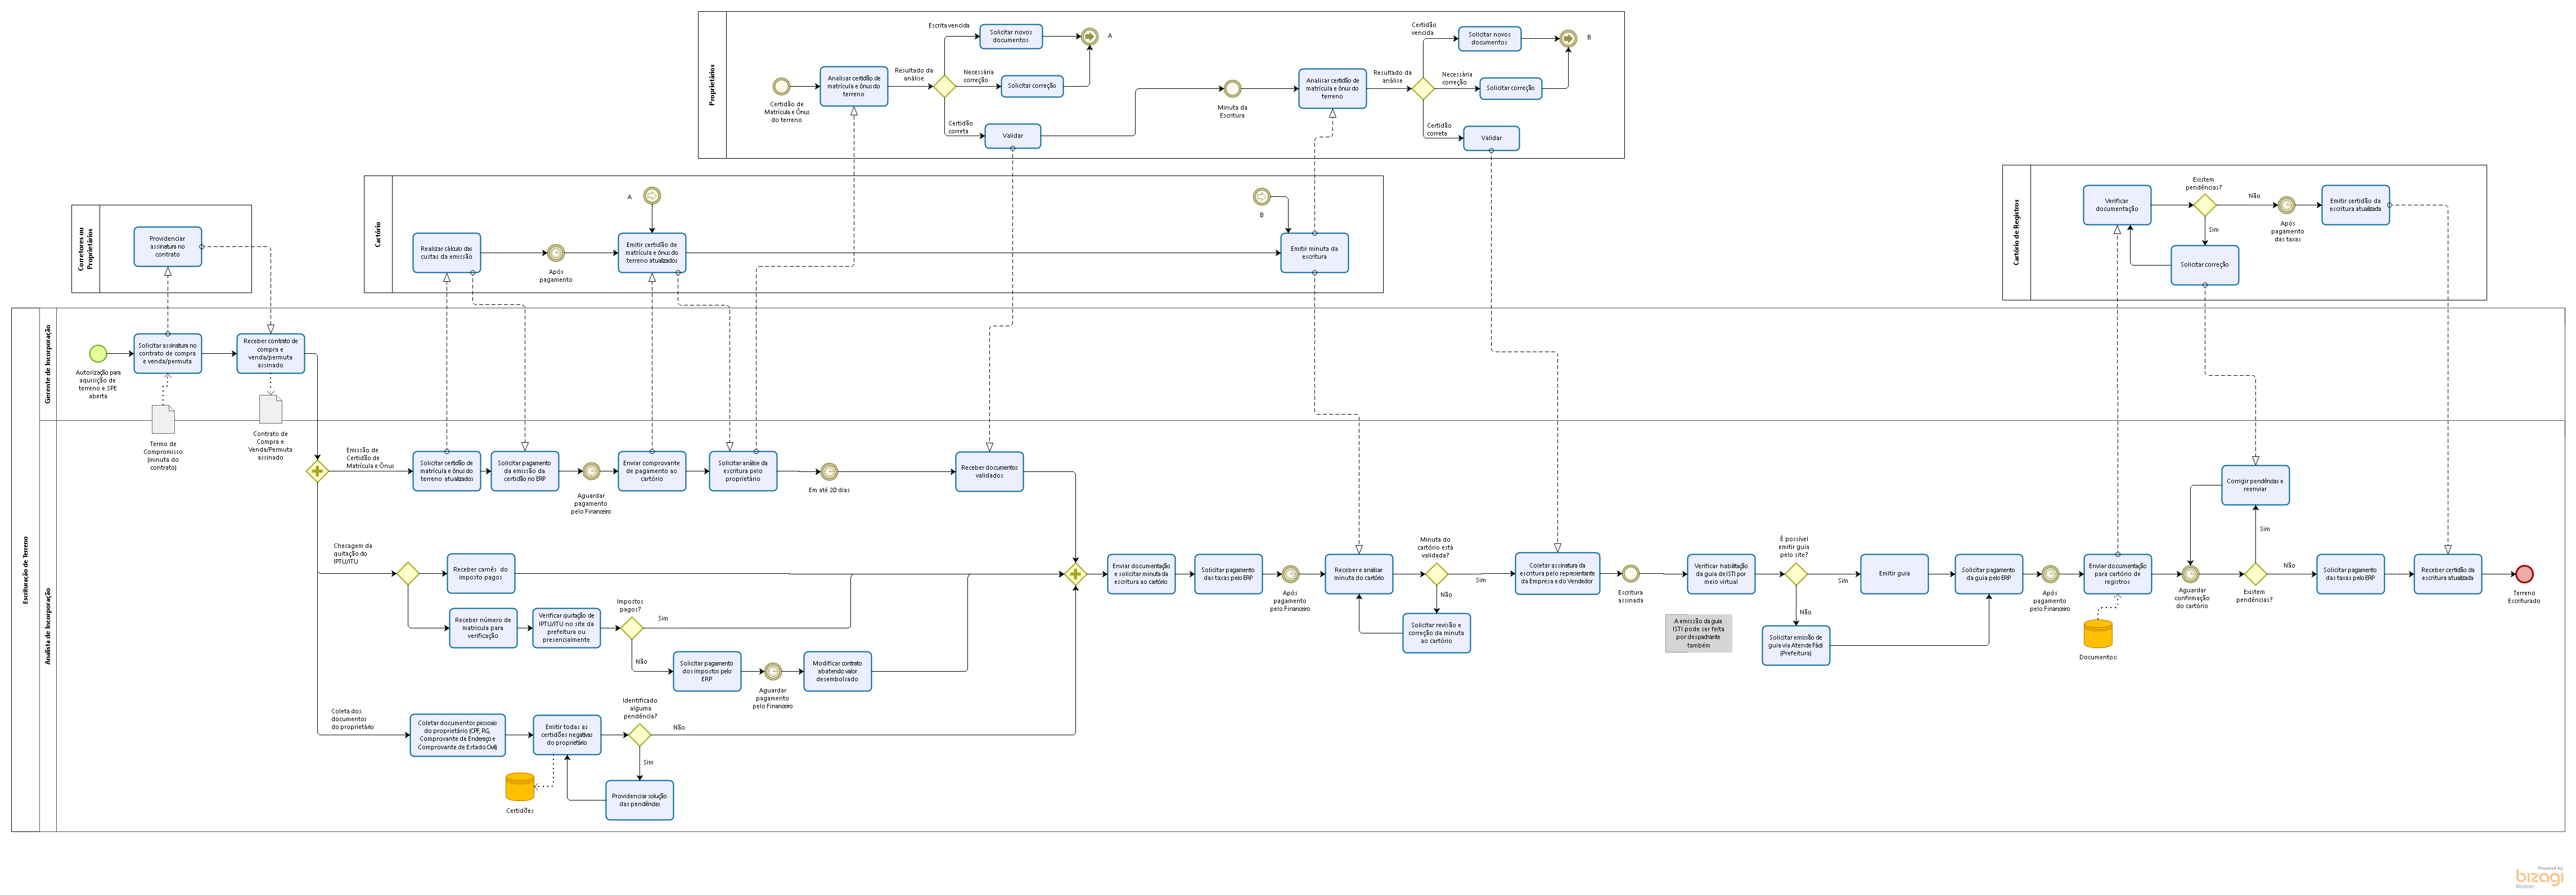 Proprietários
Certidão de
Matrícula e Ônus
do terreno
Analisar certidão de
matrícula e ônus do
terreno
Resultado da
análise
Escrita vencida
Solicitar novos
documentos
A
Necessária
correção
Solicitar correção
Certidão
correta
Validar
Minuta da
Escritura
Analisar certidão de
matrícula e ônus do
terreno
Resultado da
análise
Certidão
vencida
Solicitar novos
documentos
B
Necessária
correção
Solicitar correção
Certidão
correta
Validar
Cartório
A
Realizar cálculo das
custas da emissão
Após
pagamento
Emitir certidão de
matrícula e ônus do
terreno atualizados
B
Emitir minuta da
escritura
Corretores ou
Proprietários
Providenciar
assinatura no
contrato
Cartório de Registros
Verificar
documentação
Existem
pendências?
Não
Após
pagamento
das taxas
Emitir certidão da
escritura atualizada
Sim
Solicitar correção
Escrituração de Terreno
Gerente de Incorporação
Autorização para
aquisição de
terreno e SPE
aberta
Solicitar assinatura no
contrato de compra
e venda/permuta
Receber contrato de
compra e
venda/permuta
assinado
Termo de
Compromisso
(minuta do
contrato)
Contrato de
Compra e
Venda/Permuta
assinado
Analista de Incorporação
Emissão de
Certidão de
Matrícula e Ônus
Solicitar certidão de
matrícula e ônus do
terreno atualizados
Solicitar pagamento
da emissão da
certidão no ERP
Aguardar
pagamento
pelo Financeiro
Enviar comprovante
de pagamento ao
cartório
Solicitar análise da
escritura pelo
proprietário
Em até 20 dias
Receber documentos
validados
Checagem da
quitação do
IPTU/ITU
Receber carnês do
imposto pagos
Receber número de
matricula para
verificação
Verificar quitação de
IPTU/ITU no site da
prefeitura ou
presencialmente
Impostos
pagos?
Sim
Não
Solicitar pagamento
dos impostos pelo
ERP
Aguardar
pagamento
pelo Financeiro
Modificar contrato
abatendo valor
desembolsado
Coleta dos
documentos
do proprietário
Coletar documentos pessoais
do proprietário (CPF, RG,
Comprovante de Endereço e
Comprovante de Estado Civil)
Emitir todas as
certidões negativas
do proprietário
Identificado
alguma
pendência?
Não
Sim
Providenciar solução
das pendências
Certidões
Enviar documentação
e solicitar minuta da
escritura ao cartório
Solicitar pagamento
das taxas pelo ERP
Após
pagamento
pelo Financeiro
Receber e analisar
minuta do cartório
Minuta do
cartório está
validada?
Sim
Não
Solicitar revisão e
correção da minuta
ao cartório
Coletar assinatura da
escritura pelo representante
da Empresa e do Vendedor
Escritura
assinada
Verificar habilitação
da guia de ISTI por
meio virtual
A emissão da guia
ISTI pode ser feita
por despachante
também
É possível
emitir guia
pelo site?
Sim
Não
Solicitar emissão de
guia via Atende Fácil
(Prefeitura)
Emitir guia
Solicitar pagamento
da guia pelo ERP
Após
pagamento
pelo Financeiro
Enviar documentação
para cartório de
registros
Documentos:
Aguardar
confirmação
do cartório
Corrigir pendências e
reenviar
Sim
Existem
pendências?
Não
Solicitar pagamento
das taxas pelo ERP
Receber certidão da
escritura atualizada
Terreno
Escriturado
Powered by
bizagi
Modeler